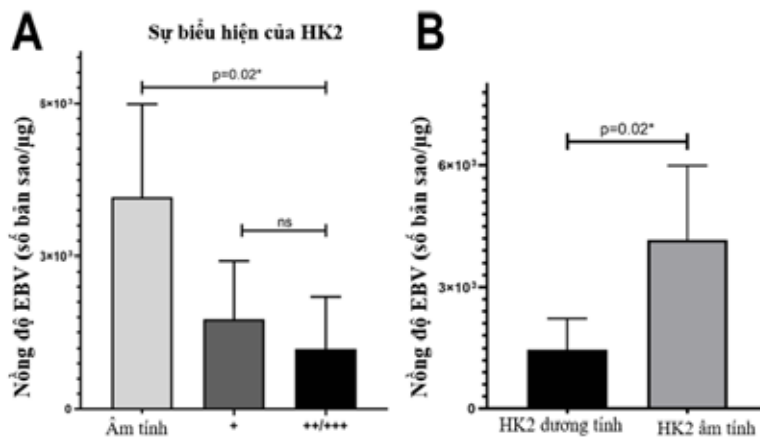 A
Sự biểu hiện của HK2
p=0.02*
6×10³
ns
3×10³
0
Nồng độ EBV (số bản sao/µg)
Âm tính
+
++/+++
B
p=0.02*
6×10³
3×10³
0
Nồng độ EBV (số bản sao/µg)
HK2 dương tính
HK2 âm tính